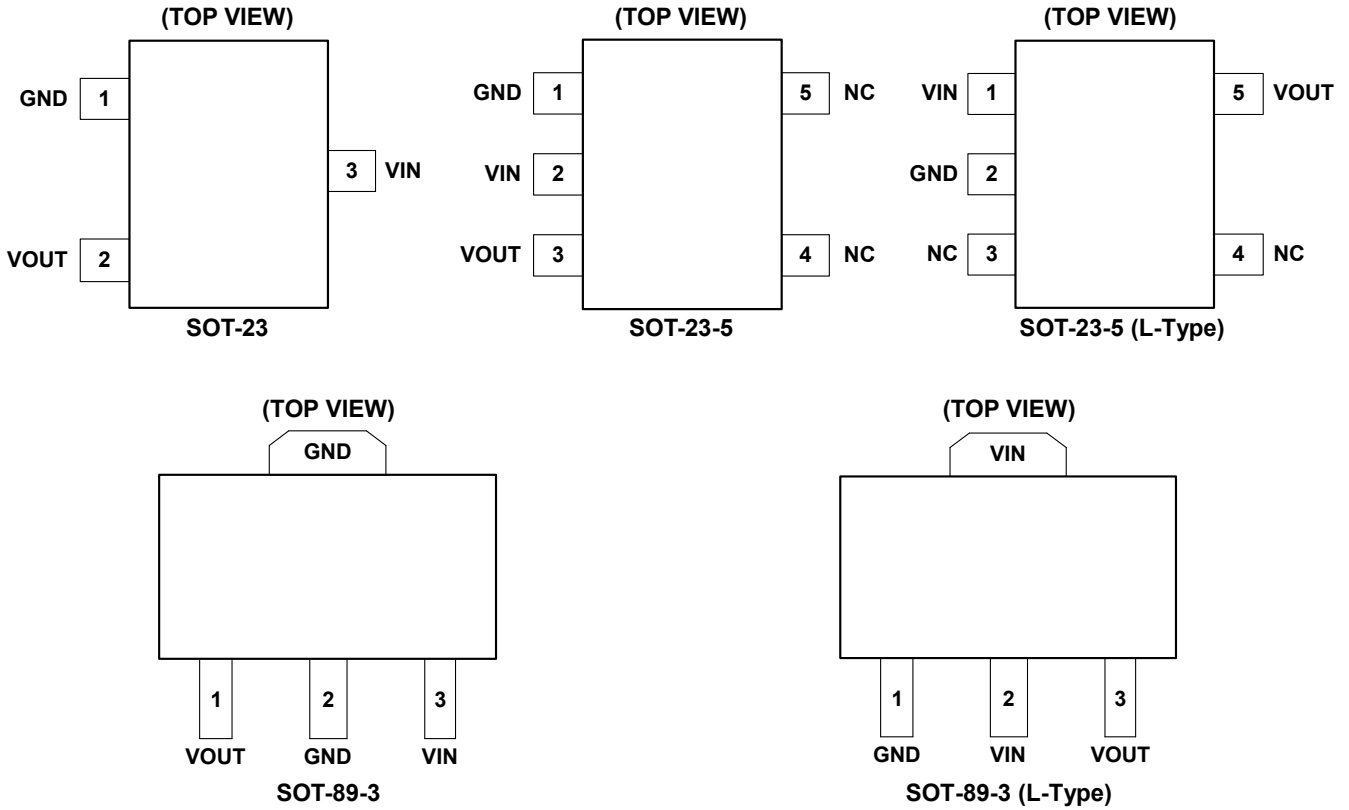 (TOP VIEW)
GND 1
3 VIN
VOUT 2
SOT-23
(TOP VIEW)
GND 1
5 NC
VIN 2
VOUT 3
4 NC
SOT-23-5
(TOP VIEW)
VIN 1
5 VOUT
GND 2
NC 3
4 NC
SOT-23-5 (L-Type)
(TOP VIEW)
GND
1 2 3
VOUT GND VIN
SOT-89-3
(TOP VIEW)
VIN
1 2 3
GND VIN VOUT
SOT-89-3 (L-Type)